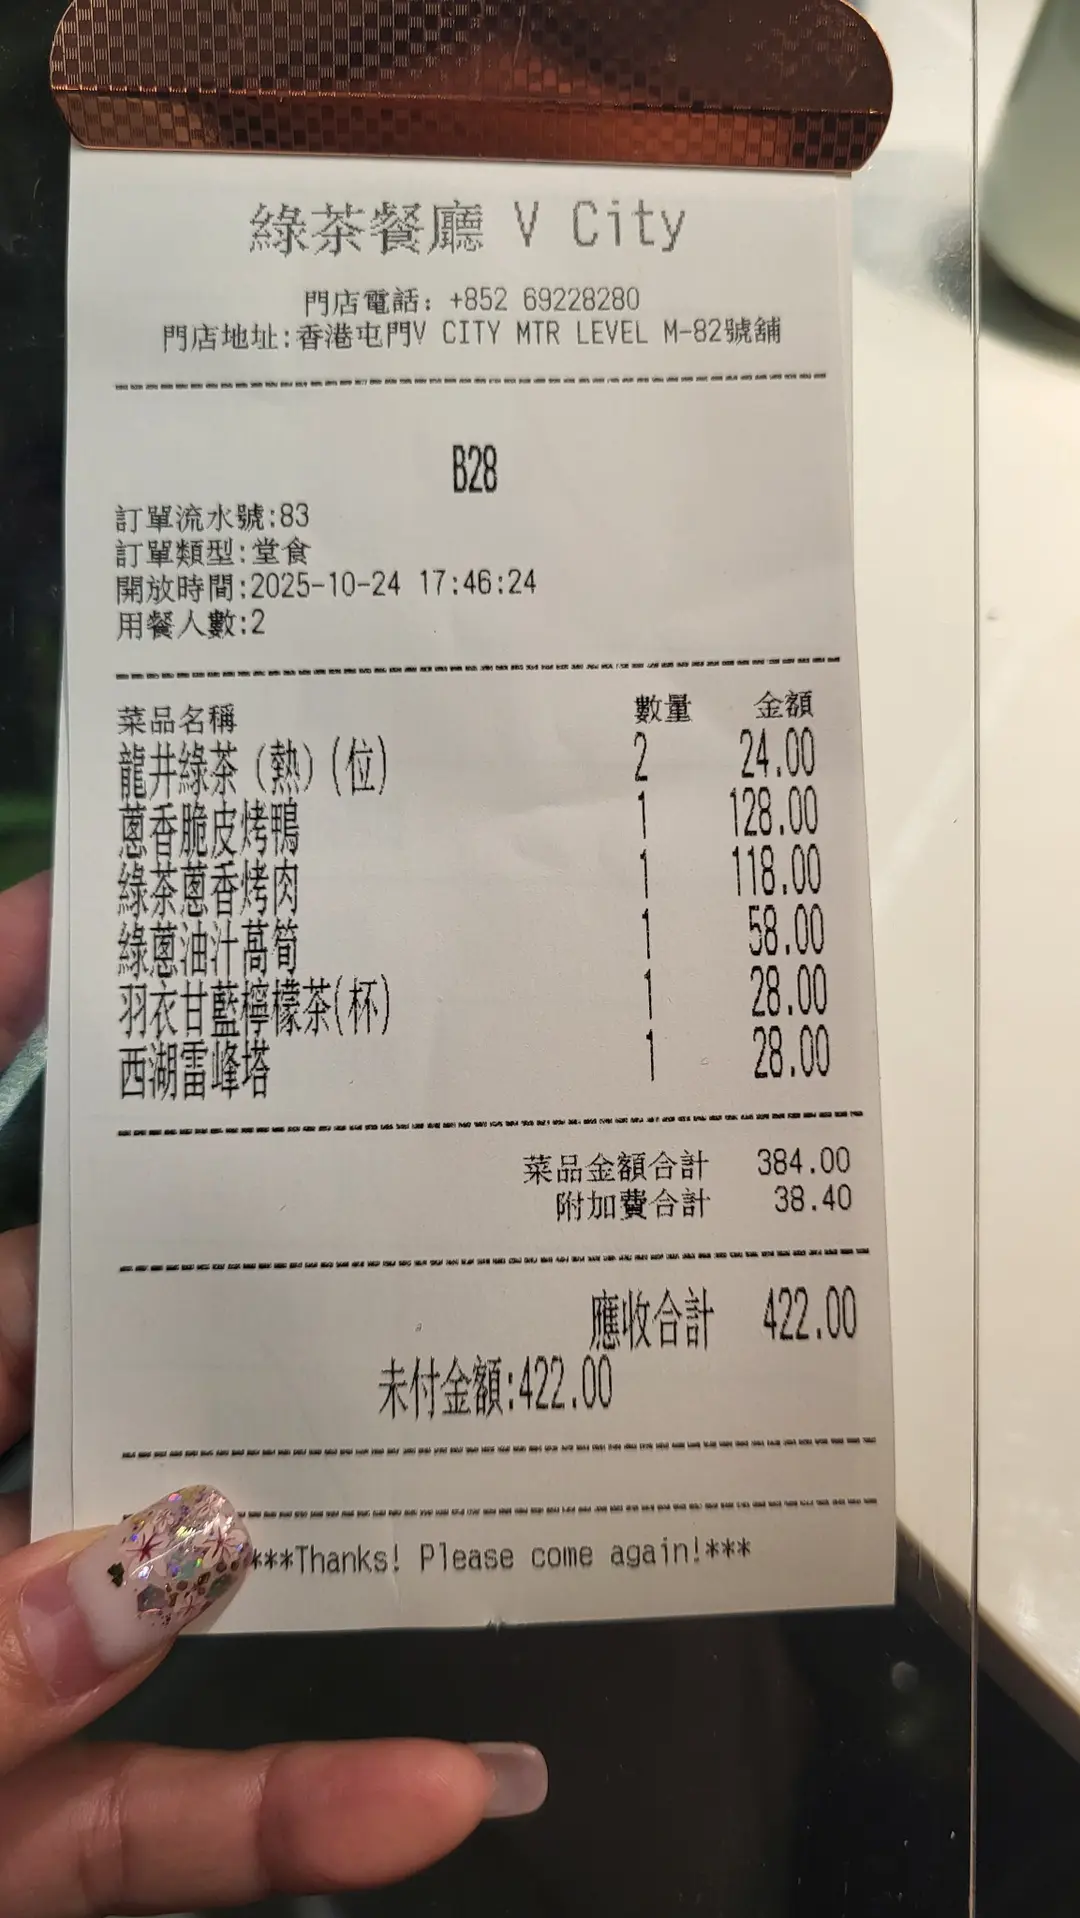 綠茶餐廳 V City
門店電話: +852 69228280
門店地址:香港屯門V CITY MTR LEVEL M-82號舖
B28
訂單流水號:83
訂單類型:堂食
開放時間:2025-10-24 17:46:24
用餐人數:2
菜品名稱 數量 金額
龍井綠茶（熱）(位) 2 24.00
蔥香脆皮烤鴨 1 128.00
綠茶蔥香烤肉 1 118.00
綠蔥油汁萵筍 1 58.00
羽衣甘藍檸檬茶(杯) 1 28.00
西湖雷峰塔 1 28.00
菜品金額合計 384.00
附加費合計 38.40
應收合計 422.00
未付金額:422.00
***Thanks! Please come again!***